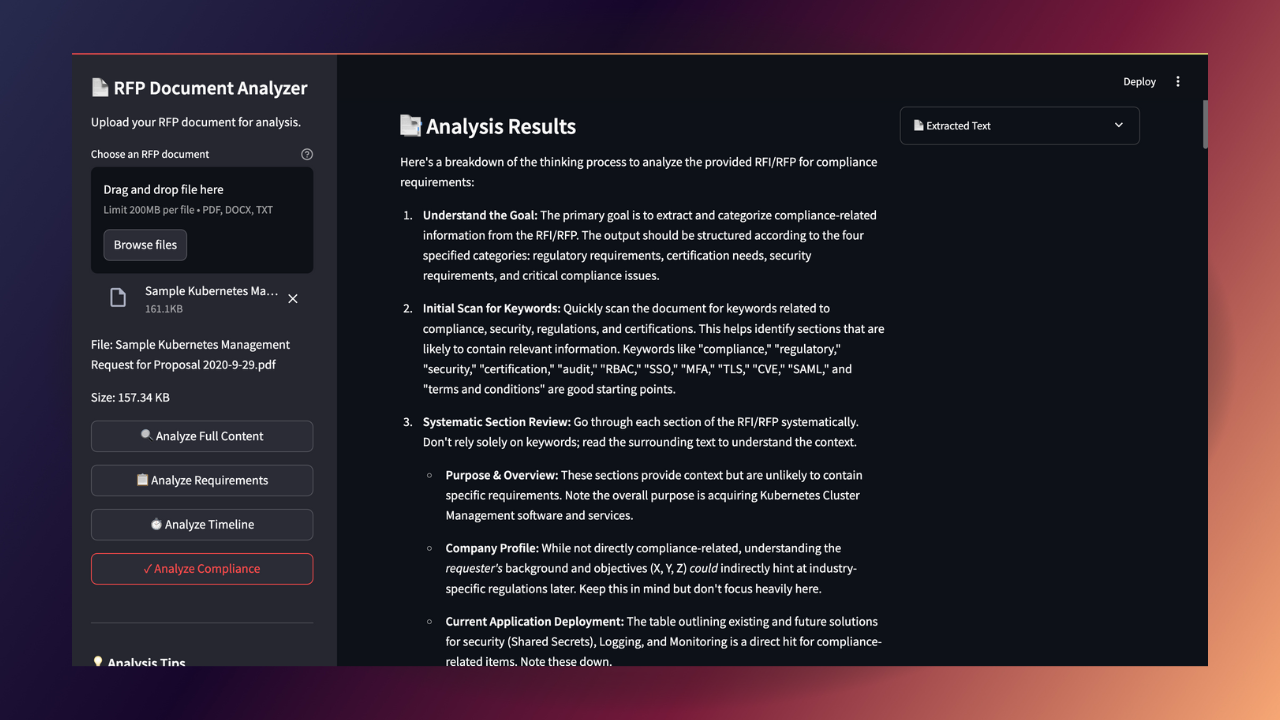 RFP Document Analyzer
Upload your RFP document for analysis.
Choose an RFP document
Drag and drop file here
Limit 200MB per file • PDF, DOCX, TXT
Browse files
Sample Kubernetes Ma...
161.1KB
File: Sample Kubernetes Management
Request for Proposal 2020-9-29.pdf
Size: 157.34 KB
Analyze Full Content
Analyze Requirements
Analyze Timeline
✓ Analyze Compliance
Analysis Tips
Deploy
Analysis Results
Here's a breakdown of the thinking process to analyze the provided RFI/RFP for compliance
requirements:
1. Understand the Goal: The primary goal is to extract and categorize compliance-related
information from the RFI/RFP. The output should be structured according to the four
specified categories: regulatory requirements, certification needs, security
requirements, and critical compliance issues.
2. Initial Scan for Keywords: Quickly scan the document for keywords related to
compliance, security, regulations, and certifications. This helps identify sections that are
likely to contain relevant information. Keywords like "compliance," "regulatory,"
"security," "certification," "audit," "RBAC," "SSO," "MFA," "TLS," "CVE," "SAML," and
"terms and conditions" are good starting points.
3. Systematic Section Review: Go through each section of the RFI/RFP systematically.
Don't rely solely on keywords; read the surrounding text to understand the context.
○ Purpose & Overview: These sections provide context but are unlikely to contain
specific requirements. Note the overall purpose is acquiring Kubernetes Cluster
Management software and services.
○ Company Profile: While not directly compliance-related, understanding the
requester's background and objectives (X, Y, Z) could indirectly hint at industry-
specific regulations later. Keep this in mind but don't focus heavily here.
○ Current Application Deployment: The table outlining existing and future solutions
for security (Shared Secrets), Logging, and Monitoring is a direct hit for compliance-
related items. Note these down.
Extracted Text